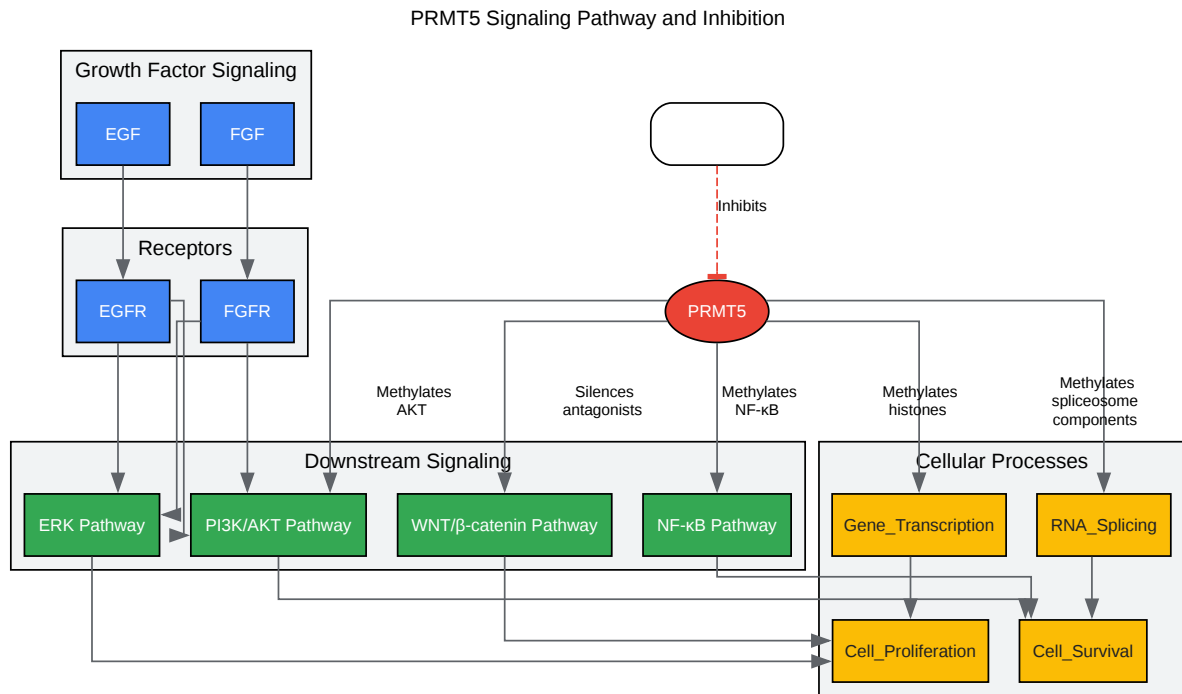 PRMT5 Signaling Pathway and Inhibition
Growth Factor Signaling
EGF
FGF
Inhibits
Receptors
EGFR
FGFR
PRMT5
Methylates
AKT
Silences
antagonists
Methylates
NF-κB
Methylates
histones
Methylates
spliceosome
components
Downstream Signaling
Cellular Processes
ERK Pathway
PI3K/AKT Pathway
WNT/β-catenin Pathway
NF-κB Pathway
Gene_Transcription
RNA_Splicing
Cell_Proliferation
Cell_Survival